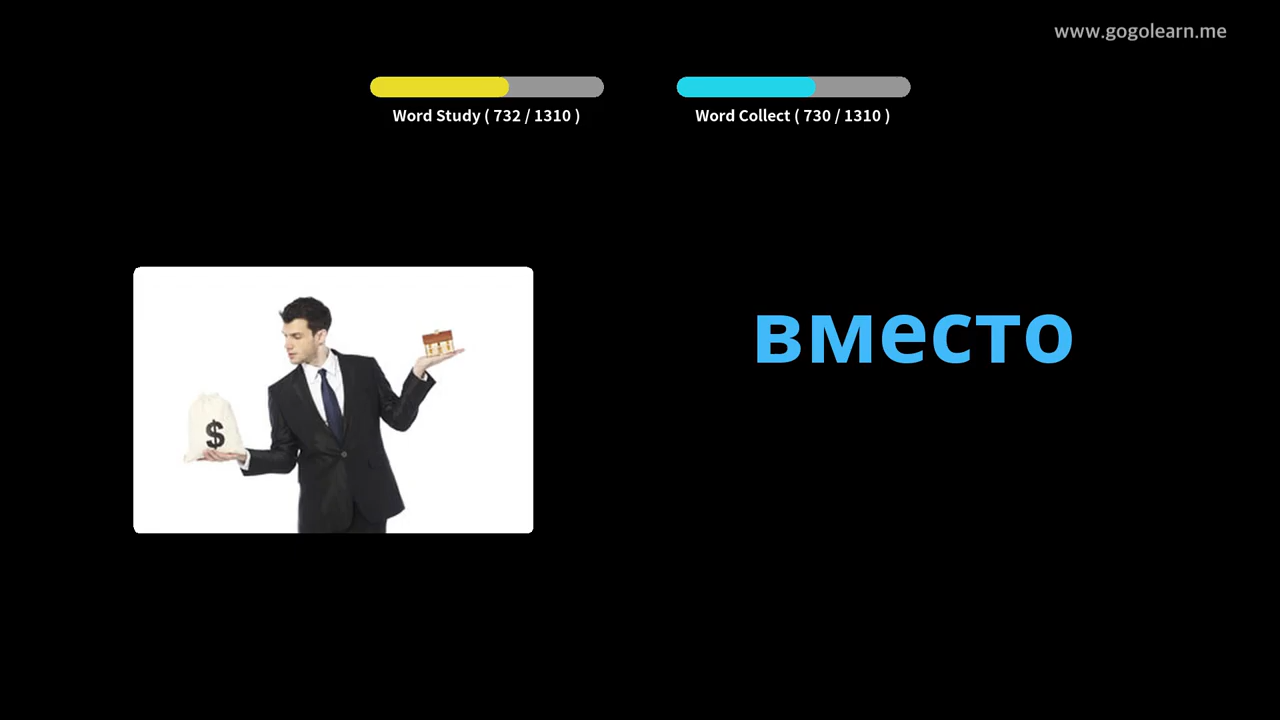 www.gogolearn.me
Word Study ( 732 / 1310 )
Word Collect ( 730 / 1310 )
$
вместо